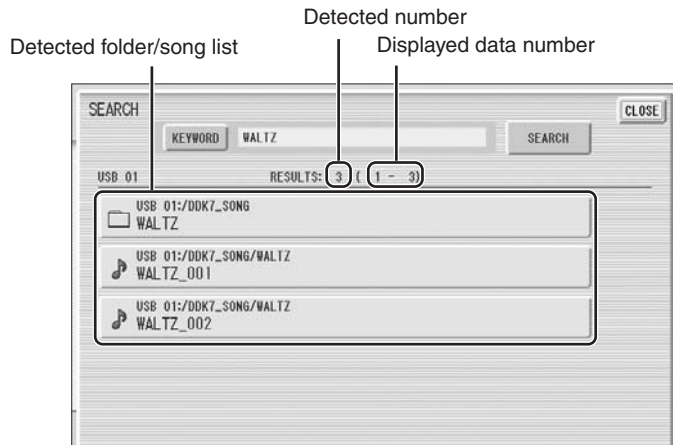 Detected number
Detected folder/song list
Displayed data number
SEARCH
CLOSE
KEYWORD WALTZ SEARCH
USB 01 RESULTS: 3 ( 1 - 3)
USB 01:/DDK7_SONG
WALTZ
USB 01:/DDK7_SONG/WALTZ
WALTZ_001
USB 01:/DDK7_SONG/WALTZ
WALTZ_002